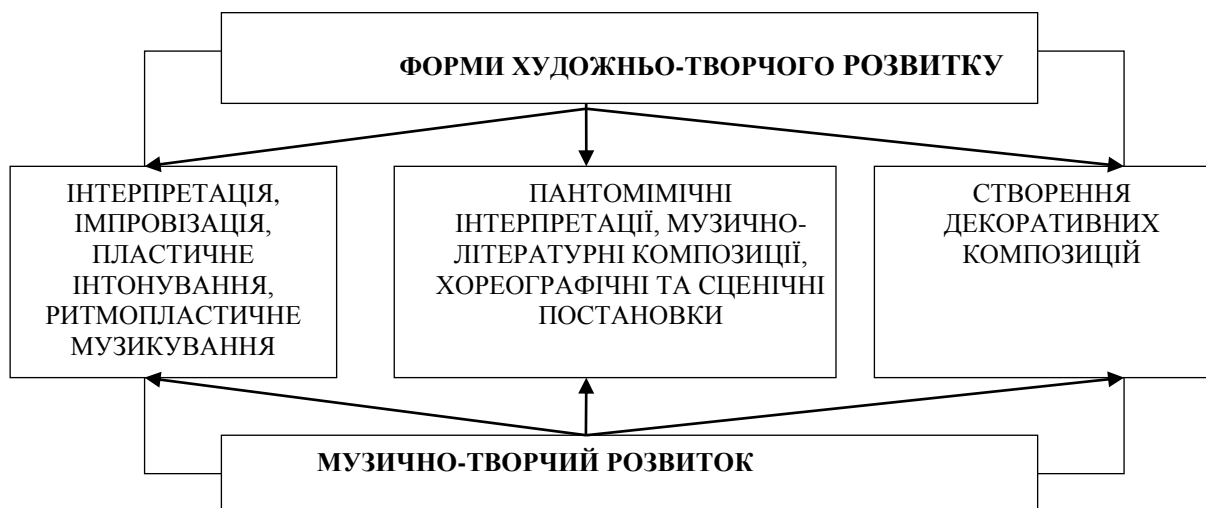 ФОРМИ ХУДОЖНЬО-ТВОРЧОГО РОЗВИТКУ
ІНТЕРПРЕТАЦІЯ,
ІМПРОВІЗАЦІЯ,
ПЛАСТИЧНЕ
ІНТОНУВАННЯ,
РИТМОПЛАСТИЧНЕ
МУЗИКУВАННЯ
ПАНТОМІМІЧНІ
ІНТЕРПРЕТАЦІЇ, МУЗИЧНО-
ЛІТЕРАТУРНІ КОМПОЗИЦІЇ,
ХОРЕОГРАФІЧНІ ТА СЦЕНІЧНІ
ПОСТАНОВКИ
СТВОРЕННЯ
ДЕКОРАТИВНИХ
КОМПОЗИЦІЙ
МУЗИЧНО-ТВОРЧИЙ РОЗВИТОК